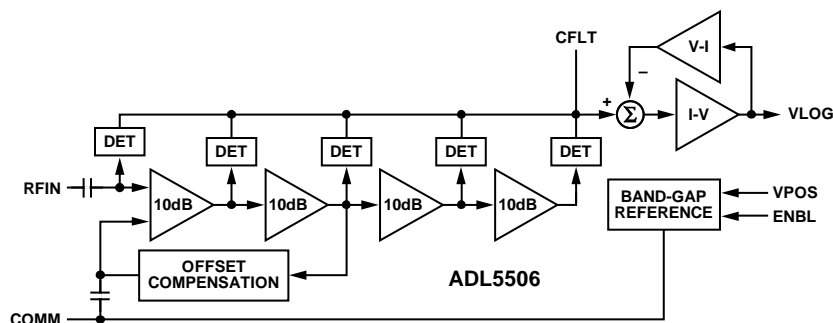 CFLT
V-I
–
+
Σ
I-V
VLOG
DET
DET
DET
DET
DET
RFIN
10dB
10dB
10dB
10dB
BAND-GAP
REFERENCE
VPOS
ENBL
OFFSET
COMPENSATION
ADL5506
COMM